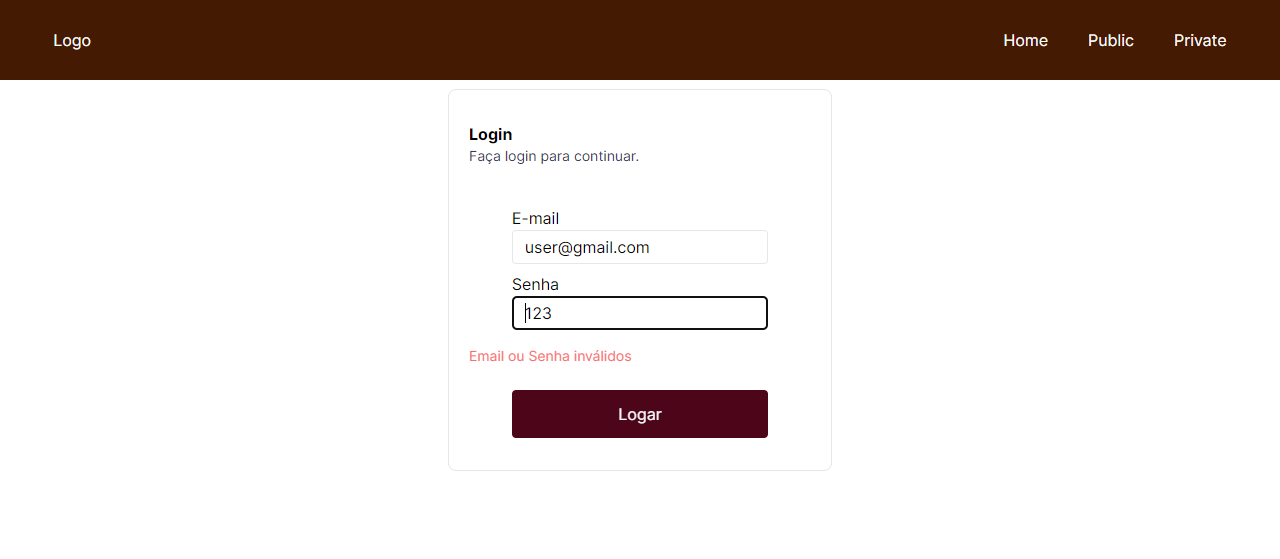 Logo Home Public Private
Login
Faça login para continuar.
E-mail
user@gmail.com
Senha
123
Email ou Senha inválidos
Logar